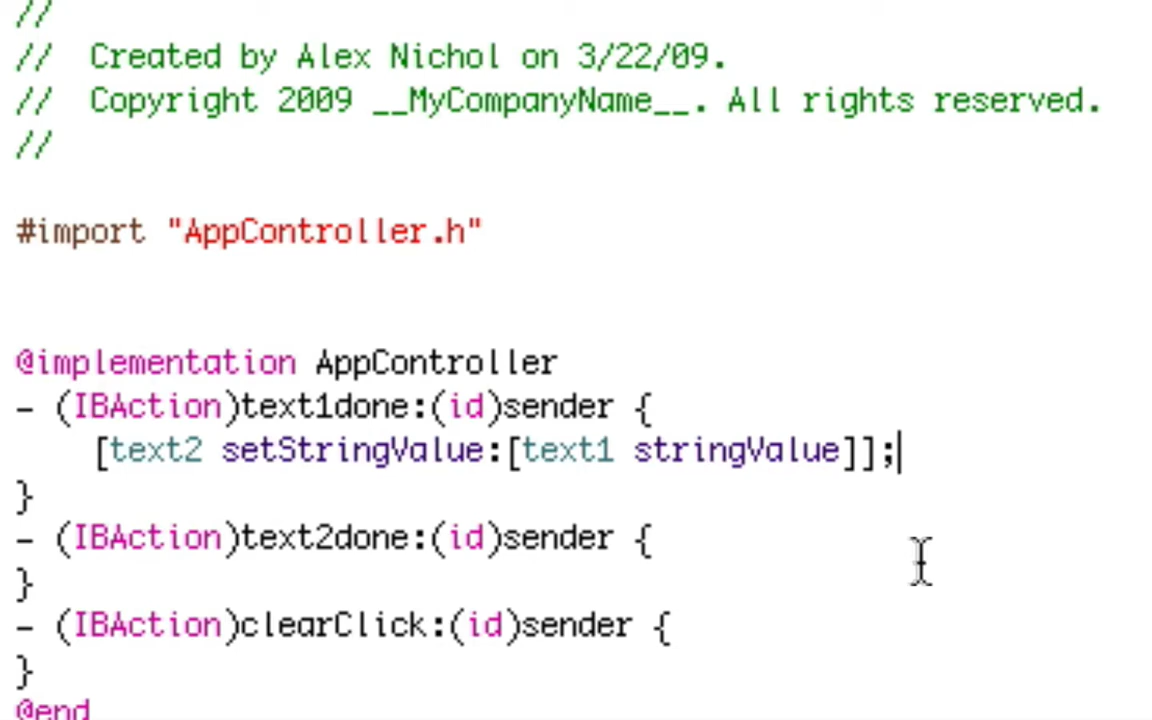 //
//  Created by Alex Nichol on 3/22/09.
//  Copyright 2009 __MyCompanyName__. All rights reserved.
//
#import "AppController.h"
@implementation AppController
- (IBAction)text1done:(id)sender {
    [text2 setStringValue:[text1 stringValue]];
}
- (IBAction)text2done:(id)sender {
}
- (IBAction)clearClick:(id)sender {
}
@end